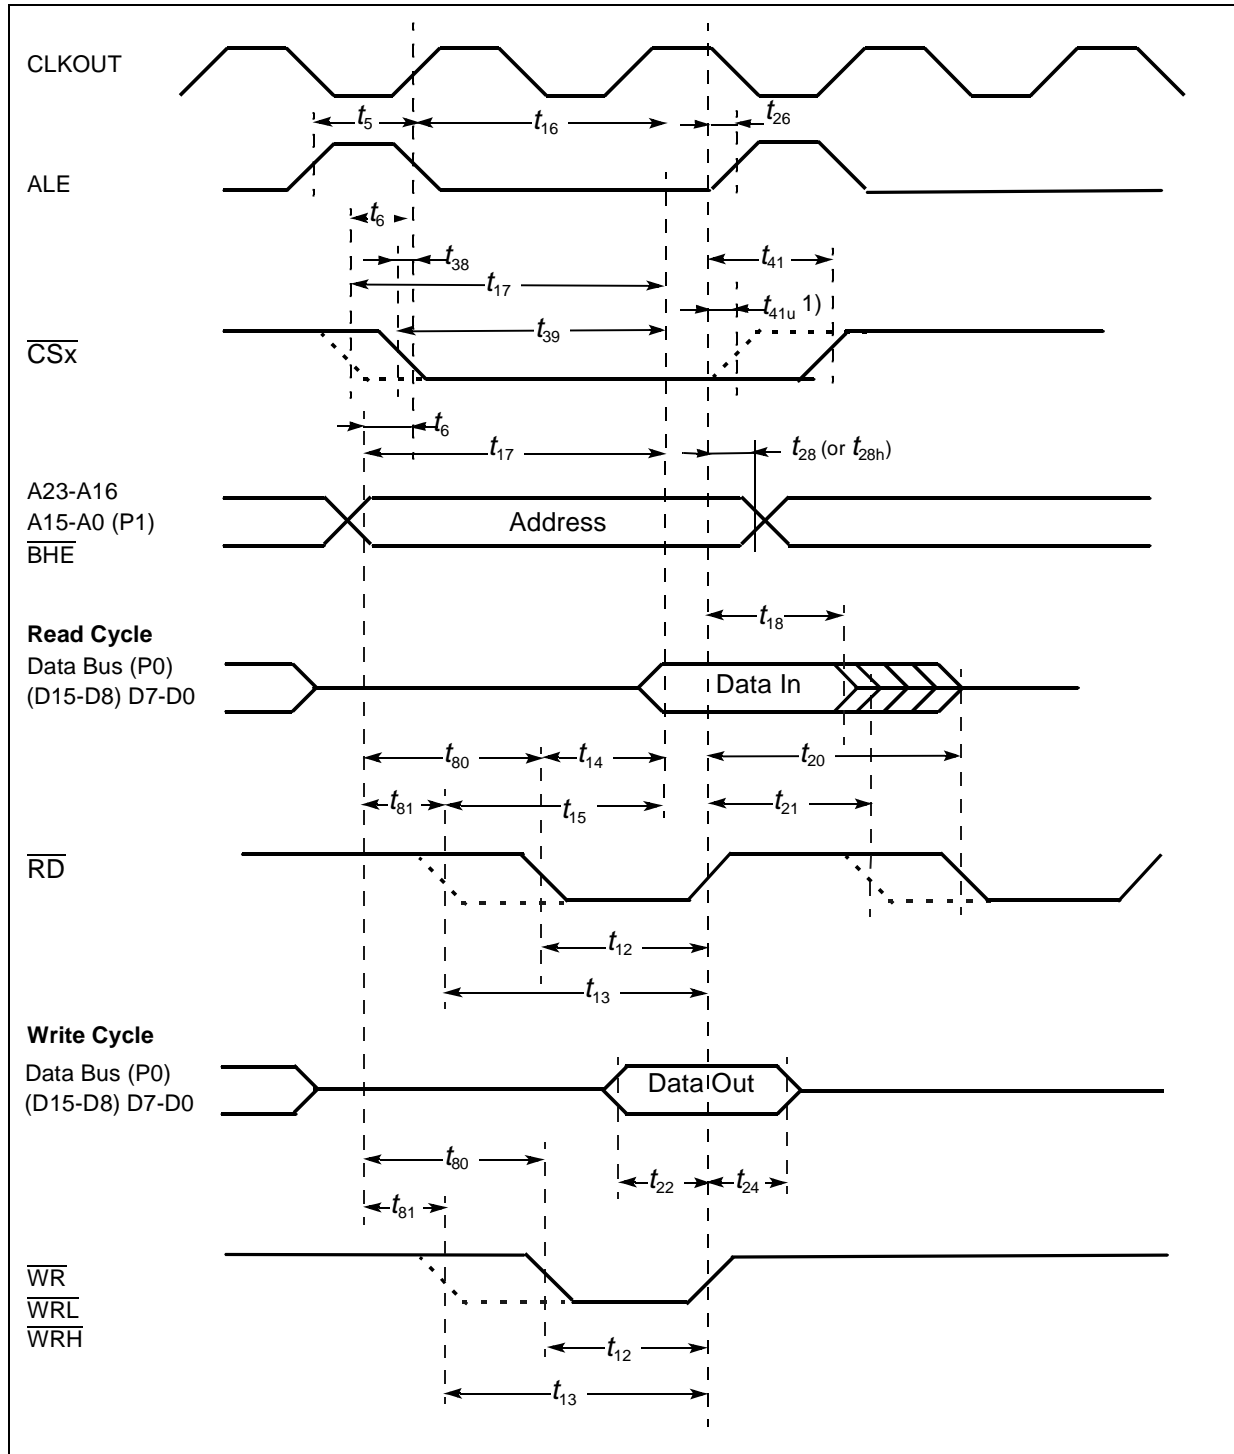 CLKOUT
t5
t16
t26
ALE
t6
t38
t41
t17
t41u 1)
t39
CSx
t6
t17
t28 (or t28h)
A23-A16
A15-A0 (P1)
Address
BHE
t18
Read Cycle
Data Bus (P0)
Data In
(D15-D8) D7-D0
t80
t14
t20
t81
t15
t21
RD
t12
t13
Write Cycle
Data Bus (P0)
Data Out
(D15-D8) D7-D0
t80
t22
t24
t81
WR
WRL
WRH
t12
t13